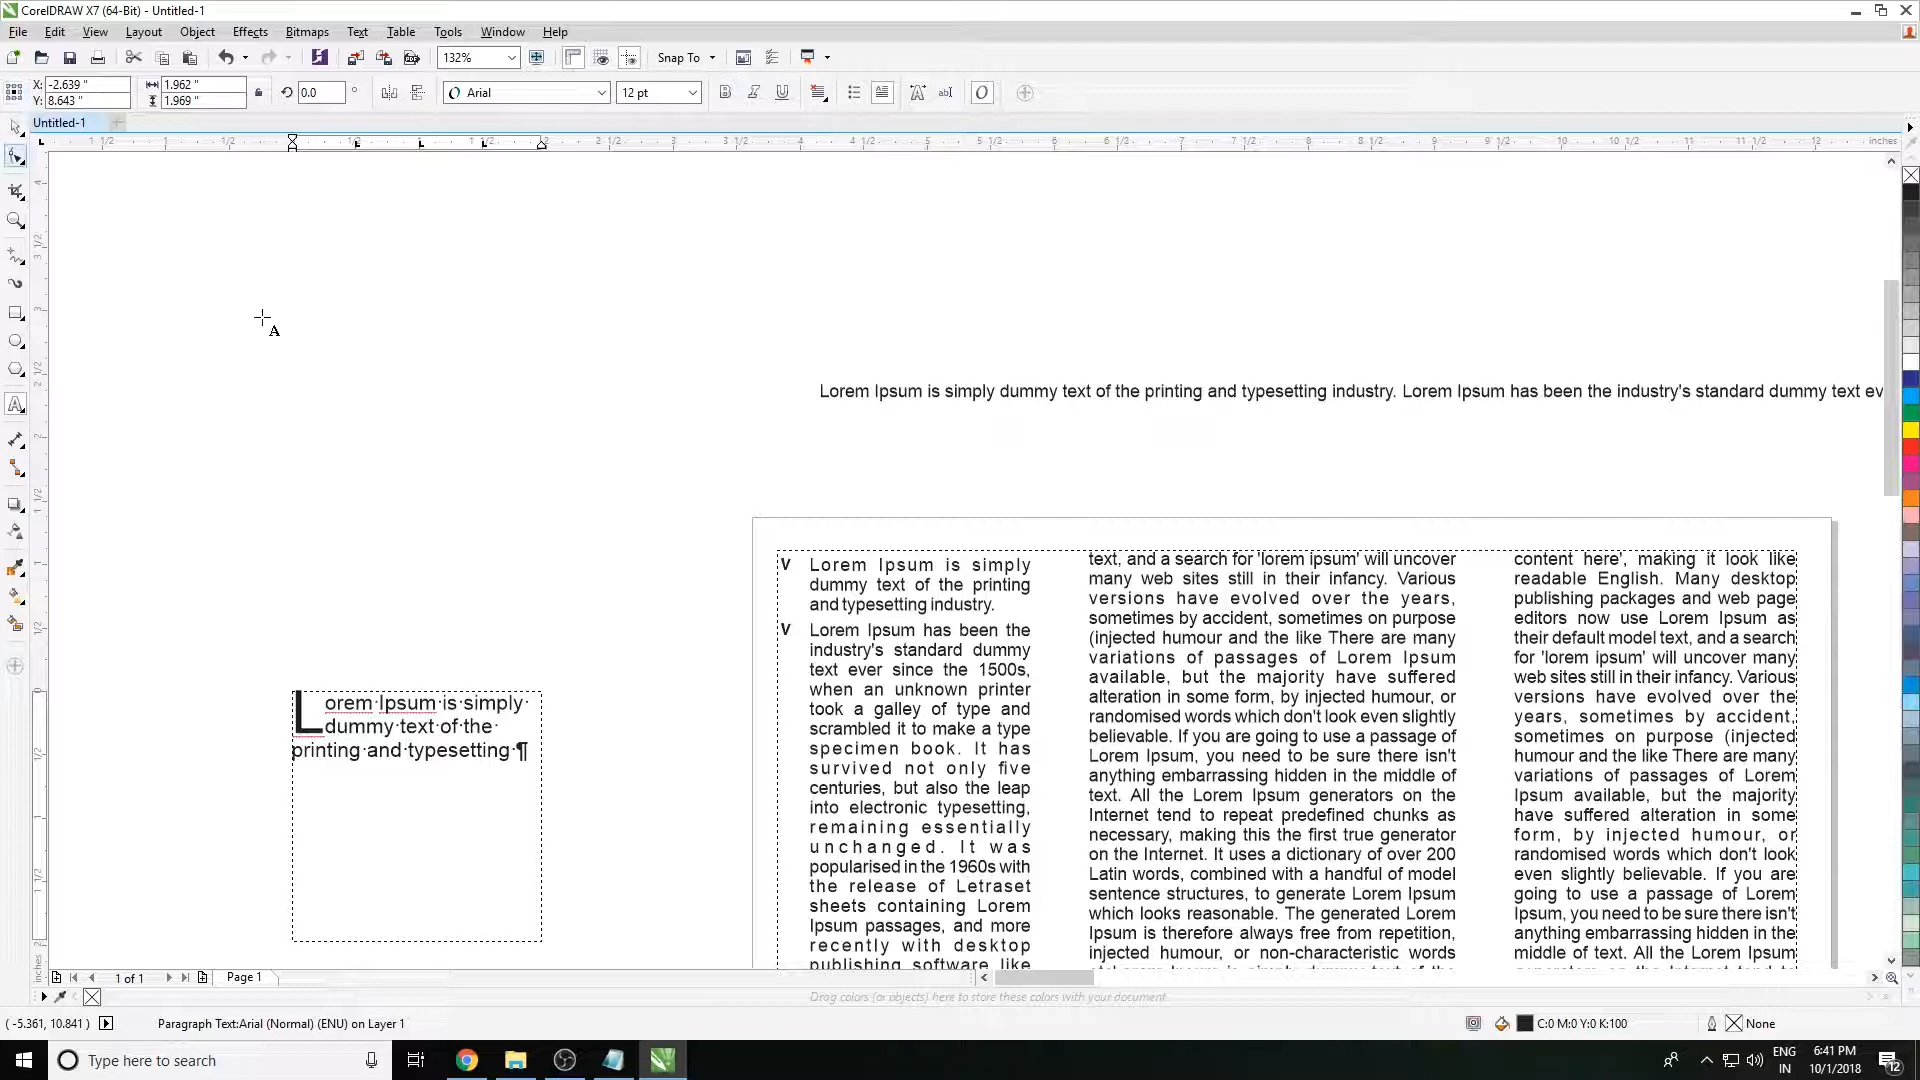 CorelDRAW X7 (64-Bit) - Untitled-1
File Edit View Layout Object Effects Bitmaps Text Table Tools Window Help
132% Snap To
X: -2.639 " 1.962 " 0.0 ° Arial 12 pt
Y: 8.643 " 1.969 "
Untitled-1
inches
Lorem Ipsum is simply dummy text of the printing and typesetting industry. Lorem Ipsum has been the industry's standard dummy text ev
Lorem Ipsum is simply
dummy text of the
printing and typesetting ¶
V Lorem Ipsum is simply
dummy text of the printing
and typesetting industry.
V Lorem Ipsum has been the
industry's standard dummy
text ever since the 1500s,
when an unknown printer
took a galley of type and
scrambled it to make a type
specimen book. It has
survived not only five
centuries, but also the leap
into electronic typesetting,
remaining essentially
unchanged. It was
popularised in the 1960s with
the release of Letraset
sheets containing Lorem
Ipsum passages, and more
recently with desktop
publishing software like
text, and a search for 'lorem ipsum' will uncover
many web sites still in their infancy. Various
versions have evolved over the years,
sometimes by accident, sometimes on purpose
(injected humour and the like There are many
variations of passages of Lorem Ipsum
available, but the majority have suffered
alteration in some form, by injected humour, or
randomised words which don't look even slightly
believable. If you are going to use a passage of
Lorem Ipsum, you need to be sure there isn't
anything embarrassing hidden in the middle of
text. All the Lorem Ipsum generators on the
Internet tend to repeat predefined chunks as
necessary, making this the first true generator
on the Internet. It uses a dictionary of over 200
Latin words, combined with a handful of model
sentence structures, to generate Lorem Ipsum
which looks reasonable. The generated Lorem
Ipsum is therefore always free from repetition,
injected humour, or non-characteristic words
content here', making it look like
readable English. Many desktop
publishing packages and web page
editors now use Lorem Ipsum as
their default model text, and a search
for 'lorem ipsum' will uncover many
web sites still in their infancy. Various
versions have evolved over the
years, sometimes by accident,
sometimes on purpose (injected
humour and the like There are many
variations of passages of Lorem
Ipsum available, but the majority
have suffered alteration in some
form, by injected humour, or
randomised words which don't look
even slightly believable. If you are
going to use a passage of Lorem
Ipsum, you need to be sure there isn't
anything embarrassing hidden in the
middle of text. All the Lorem Ipsum
1 of 1 Page 1
Drag colors (or objects) here to store these colors with your document
( -5.361, 10.841 ) Paragraph Text:Arial (Normal) (ENU) on Layer 1 C:0 M:0 Y:0 K:100 None
Type here to search ENG 6:41 PM
IN 10/1/2018 12